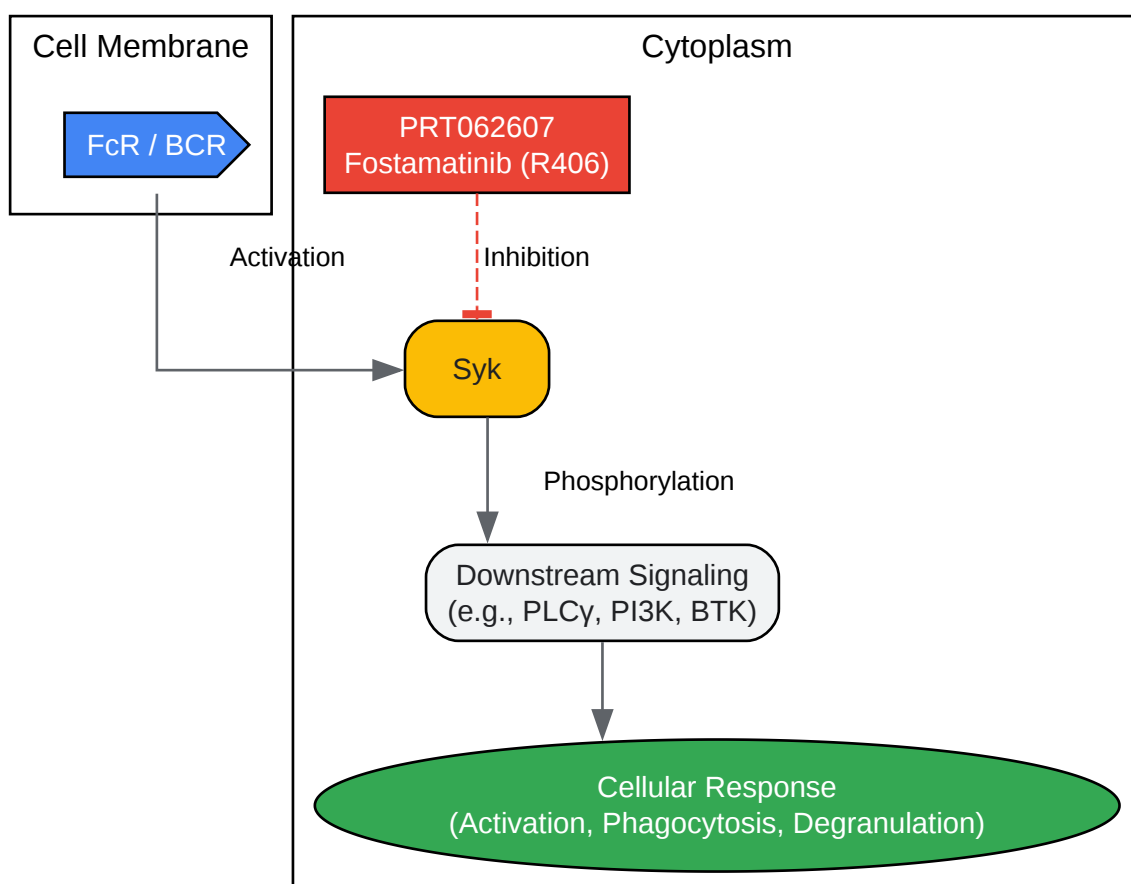 Cell Membrane
Cytoplasm
FcR / BCR
PRT062607
Fostamatinib (R406)
Activation
Inhibition
Syk
Phosphorylation
Downstream Signaling
(e.g., PLCγ, PI3K, BTK)
Cellular Response
(Activation, Phagocytosis, Degranulation)